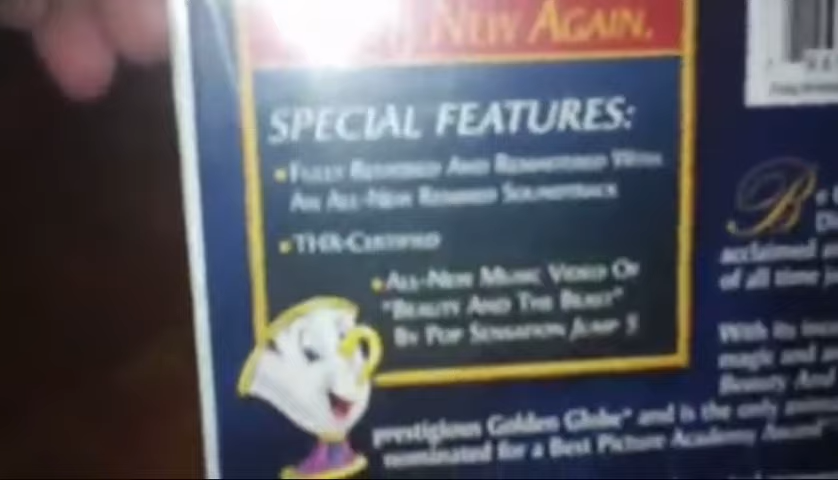 New Again.
SPECIAL FEATURES:
• Fully Restored And Remastered With
An All-New Remixed Soundtrack
• THX-Certified
• All-New Music Video Of
"Beauty And The Beast"
By Pop Sensation Jump 5
B
acclaimed
of all time
With its
magic and
Beauty And
prestigious Golden Globe® and is the only
nominated for a Best Picture Academy Award